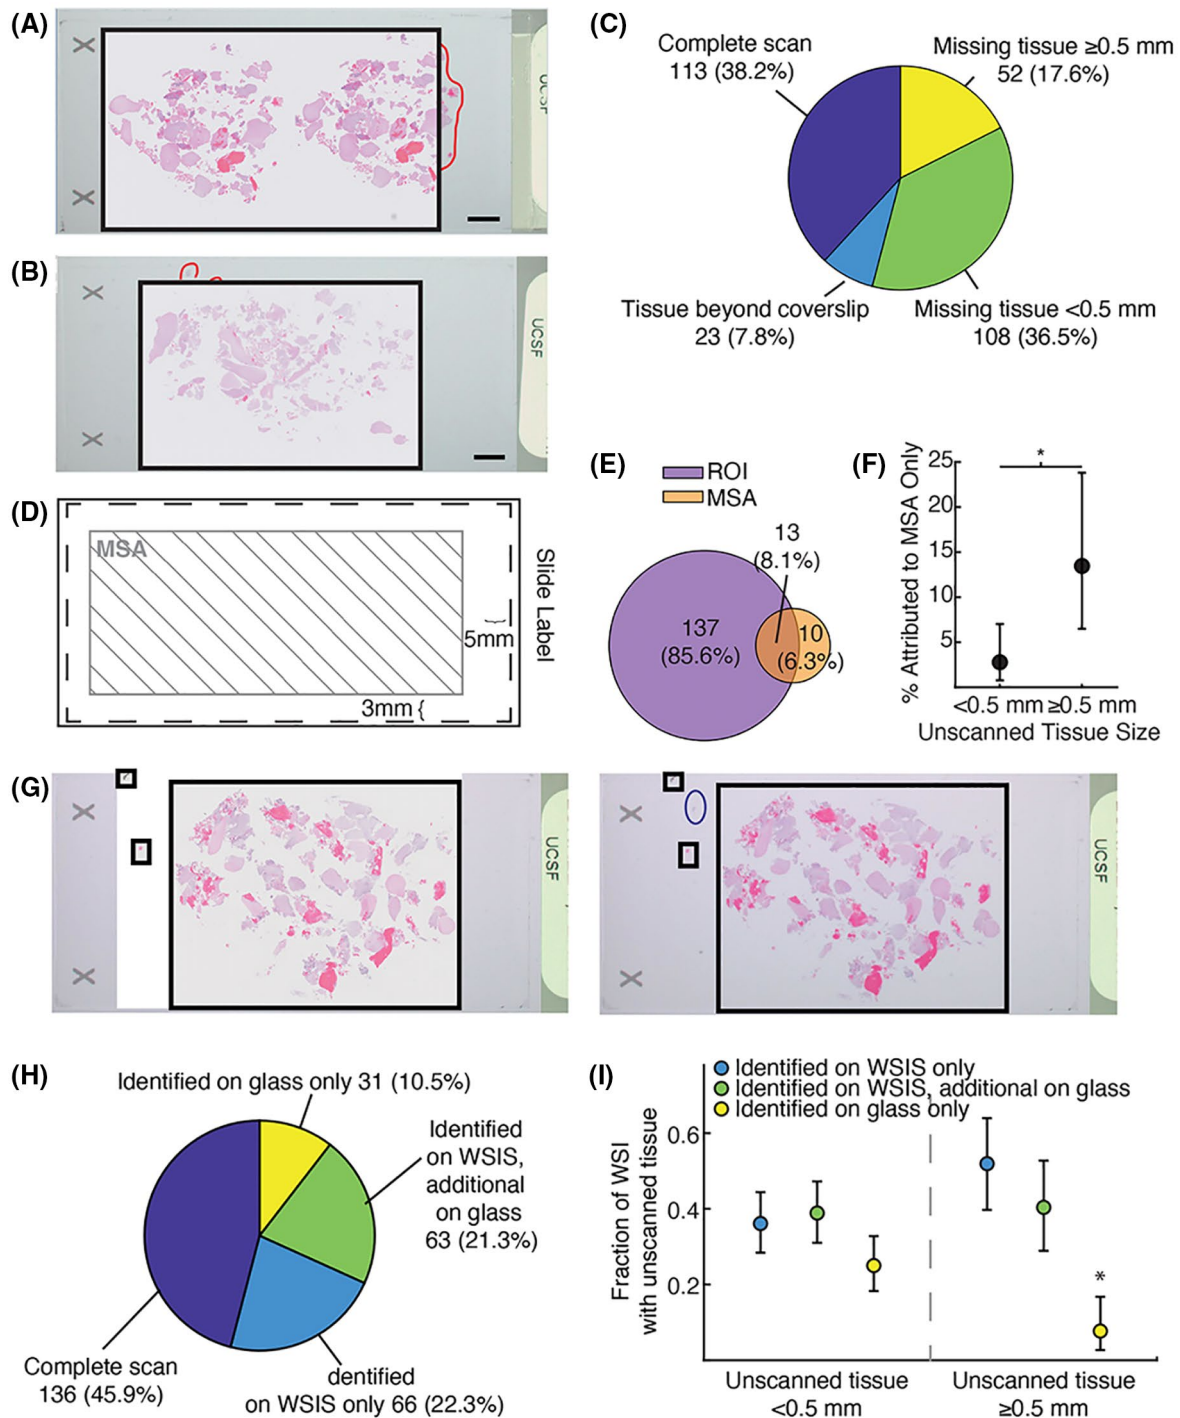 (A)
UCSF
(B)
UCSF
(C)
Complete scan
113 (38.2%)
Missing tissue ≥0.5 mm
52 (17.6%)
Tissue beyond coverslip
23 (7.8%)
Missing tissue <0.5 mm
108 (36.5%)
(D)
MSA
5mm
3mm {
Slide Label
(E)
ROI
MSA
13
(8.1%)
137
(85.6%)
10
(6.3%)
(F)
% Attributed to MSA Only
25
20
15
10
5
*
<0.5 mm ≥0.5 mm
Unscanned Tissue Size
(G)
UCSF
UCSF
(H)
Identified on glass only 31 (10.5%)
Identified
on WSIS,
additional
on glass
63 (21.3%)
Complete scan
136 (45.9%)
dentified
on WSIS only 66 (22.3%)
(I)
Identified on WSIS only
Identified on WSIS, additional on glass
Identified on glass only
Fraction of WSI
with unscanned tissue
0.6
0.4
0.2
*
Unscanned tissue
<0.5 mm
Unscanned tissue
≥0.5 mm